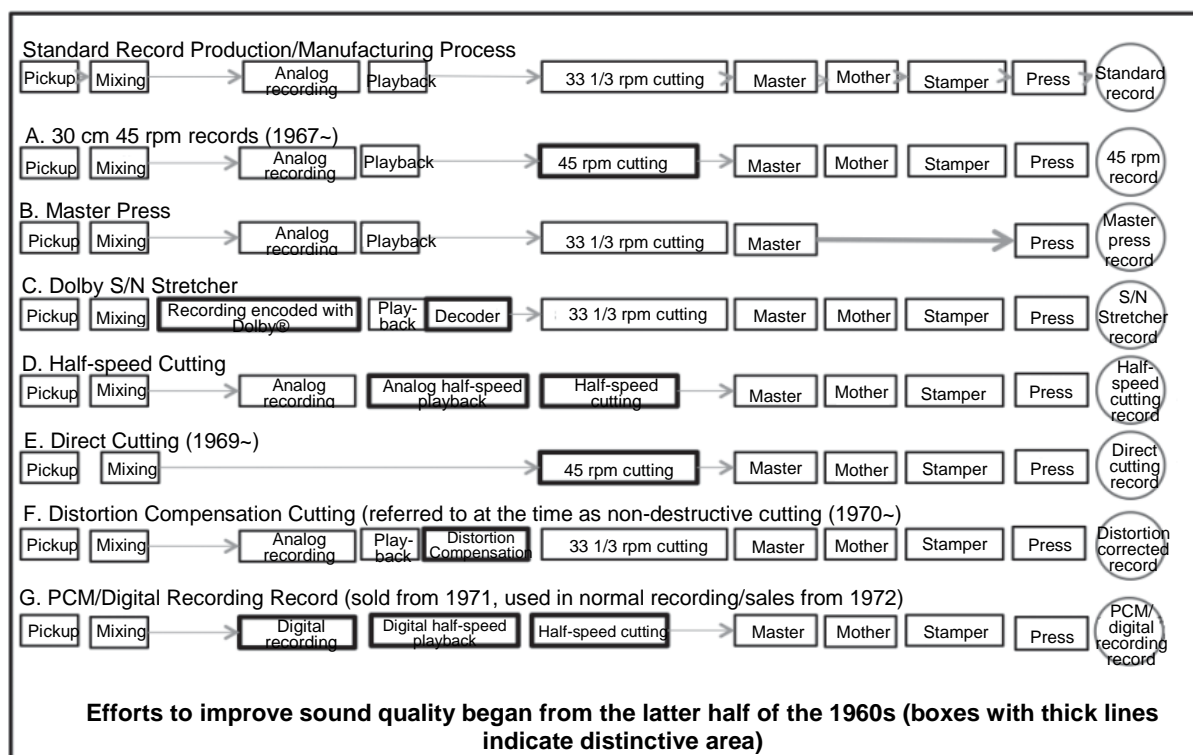 Standard Record Production/Manufacturing Process
Pickup Mixing Analog recording Playback 33 1/3 rpm cutting Master Mother Stamper Press Standard record
A. 30 cm 45 rpm records (1967~)
Pickup Mixing Analog recording Playback 45 rpm cutting Master Mother Stamper Press 45 rpm record
B. Master Press
Pickup Mixing Analog recording Playback 33 1/3 rpm cutting Master Press Master press record
C. Dolby S/N Stretcher
Pickup Mixing Recording encoded with Dolby® Play-back Decoder 33 1/3 rpm cutting Master Mother Stamper Press S/N Stretcher record
D. Half-speed Cutting
Pickup Mixing Analog recording Analog half-speed playback Half-speed cutting Master Mother Stamper Press Half-speed cutting record
E. Direct Cutting (1969~)
Pickup Mixing 45 rpm cutting Master Mother Stamper Press Direct cutting record
F. Distortion Compensation Cutting (referred to at the time as non-destructive cutting (1970~)
Pickup Mixing Analog recording Play-back Distortion Compensation 33 1/3 rpm cutting Master Mother Stamper Press Distortion corrected record
G. PCM/Digital Recording Record (sold from 1971, used in normal recording/sales from 1972)
Pickup Mixing Digital recording Digital half-speed playback Half-speed cutting Master Mother Stamper Press PCM/ digital recording record
Efforts to improve sound quality began from the latter half of the 1960s (boxes with thick lines
indicate distinctive area)